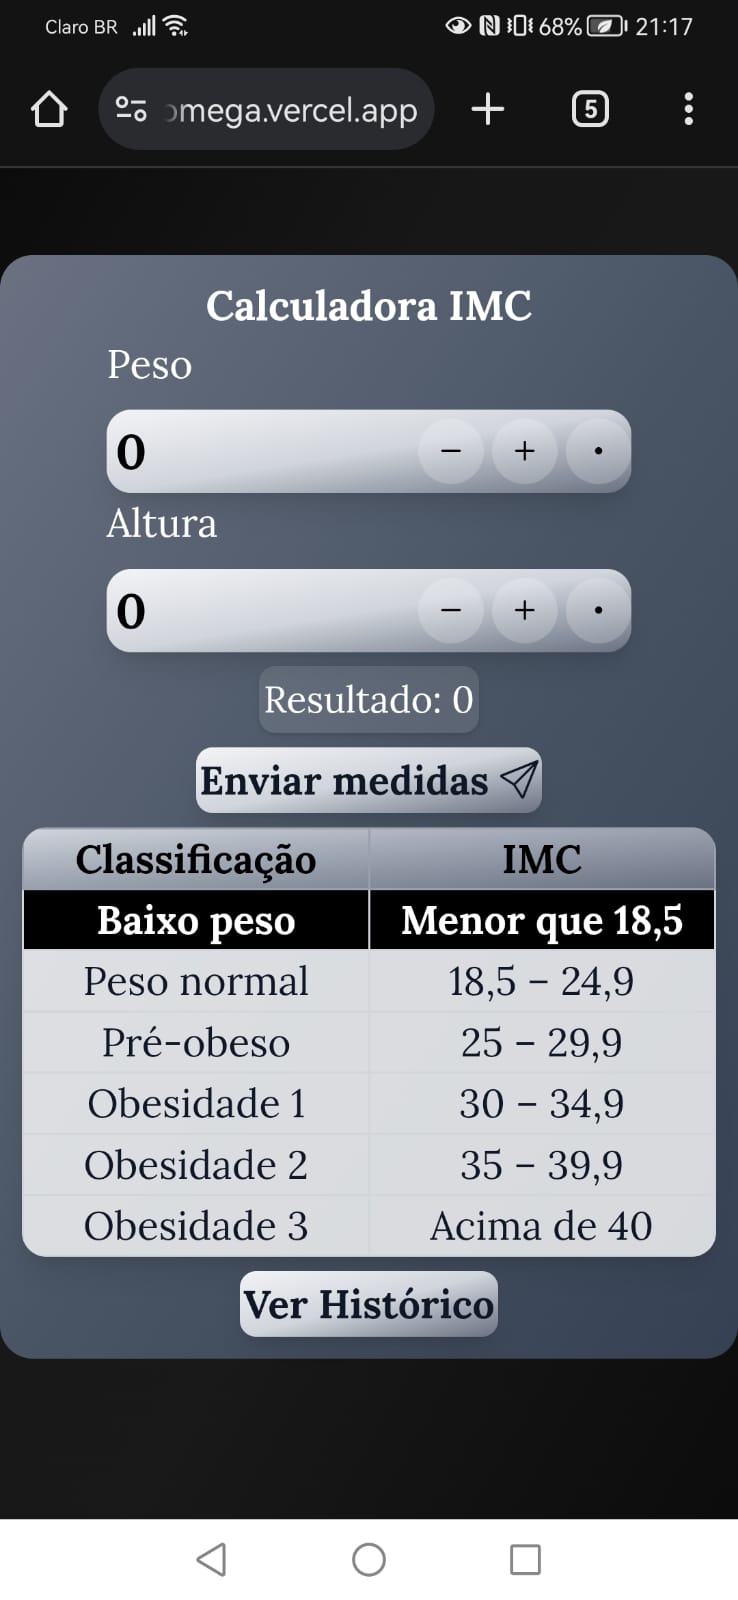 Claro BR 68% 21:17
omega.vercel.app + 5
Calculadora IMC
Peso
0 − + •
Altura
0 − + •
Resultado: 0
Enviar medidas
Classificação IMC
Baixo peso Menor que 18,5
Peso normal 18,5 – 24,9
Pré-obeso 25 – 29,9
Obesidade 1 30 – 34,9
Obesidade 2 35 – 39,9
Obesidade 3 Acima de 40
Ver Histórico